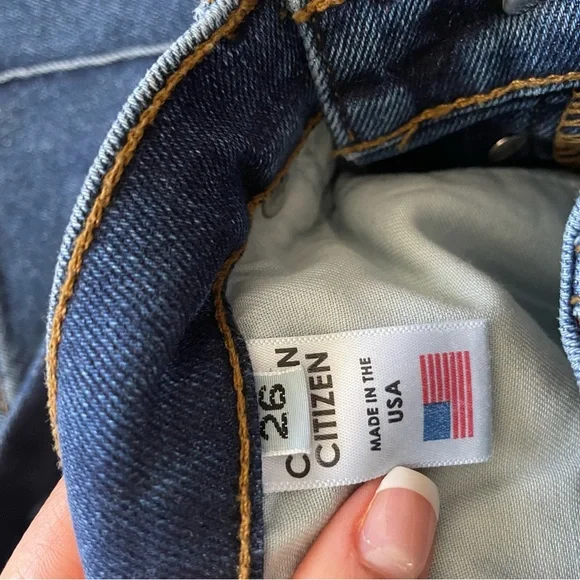 26
CITIZEN
MADE IN THE
USA